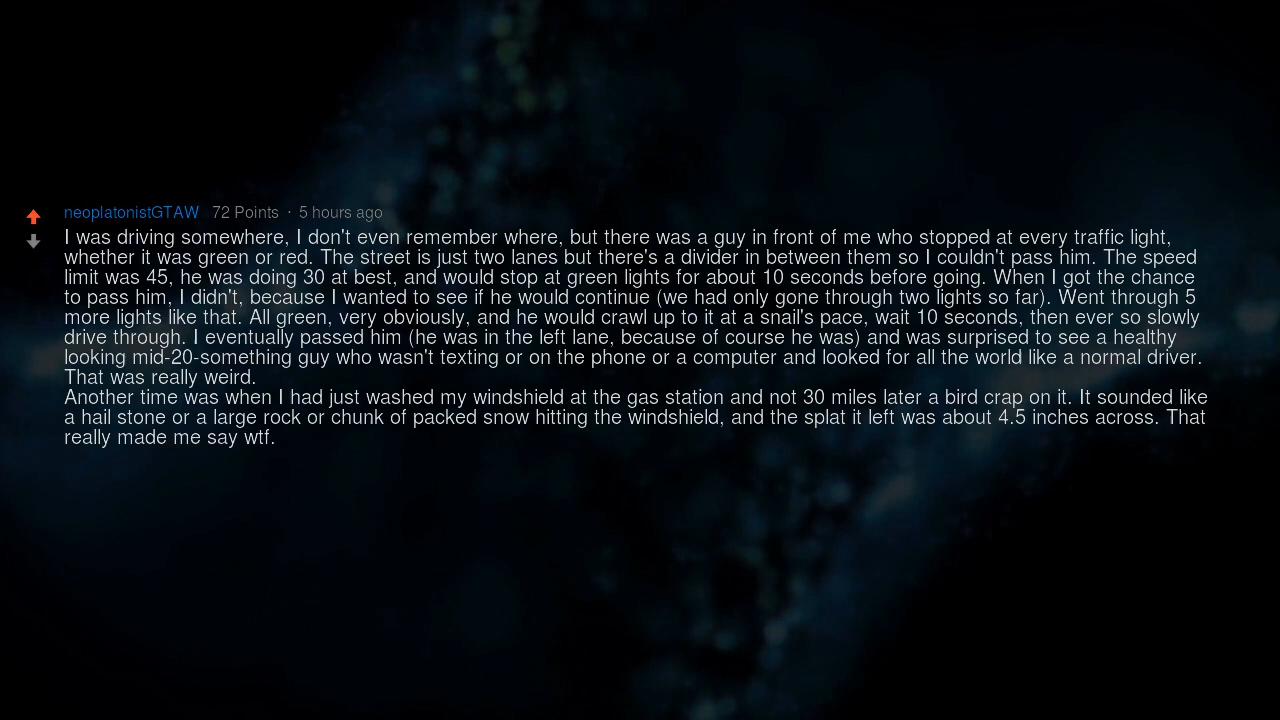 neoplatonistGTAW 72 Points · 5 hours ago
I was driving somewhere, I don't even remember where, but there was a guy in front of me who stopped at every traffic light,
whether it was green or red. The street is just two lanes but there's a divider in between them so I couldn't pass him. The speed
limit was 45, he was doing 30 at best, and would stop at green lights for about 10 seconds before going. When I got the chance
to pass him, I didn't, because I wanted to see if he would continue (we had only gone through two lights so far). Went through 5
more lights like that. All green, very obviously, and he would crawl up to it at a snail's pace, wait 10 seconds, then ever so slowly
drive through. I eventually passed him (he was in the left lane, because of course he was) and was surprised to see a healthy
looking mid-20-something guy who wasn't texting or on the phone or a computer and looked for all the world like a normal driver.
That was really weird.
Another time was when I had just washed my windshield at the gas station and not 30 miles later a bird crap on it. It sounded like
a hail stone or a large rock or chunk of packed snow hitting the windshield, and the splat it left was about 4.5 inches across. That
really made me say wtf.